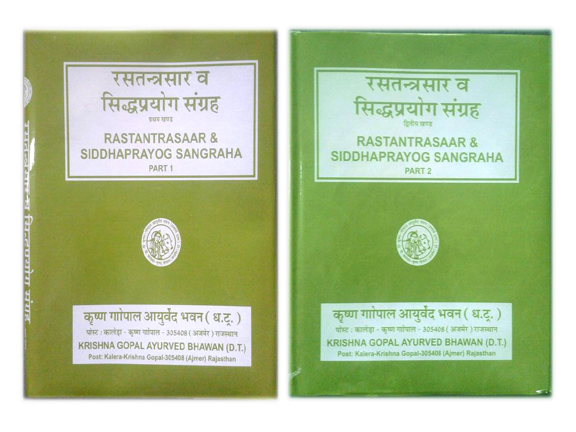 रसतन्त्रसार व
सिद्धप्रयोग संग्रह
प्रथम खण्ड
RASTANTRASAAR &
SIDDHAPRAYOG SANGRAHA
PART 1
कृष्ण गाोपाल आयुर्वेद भवन ( ध.ट्र. )
पोस्ट : कालेड़ा - कृष्ण गाोपाल - 305408 ( अजमेर ) राजस्थान
KRISHNA GOPAL AYURVED BHAWAN (D.T.)
Post: Kalera-Krishna Gopal-305408 (Ajmer) Rajasthan
रसतन्त्रसार व सिद्धप्रयोग संग्रह
रसतन्त्रसार व
सिद्धप्रयोग संग्रह
द्वितीय खण्ड
RASTANTRASAAR &
SIDDHAPRAYOG SANGRAHA
PART 2
कृष्ण गाोपाल आयुर्वेद भवन ( ध.ट्र. )
पोस्ट : कालेड़ा - कृष्ण गाोपाल - 305408 ( अजमेर ) राजस्थान
KRISHNA GOPAL AYURVED BHAWAN (D.T.)
Post: Kalera-Krishna Gopal-305408 (Ajmer) Rajasthan